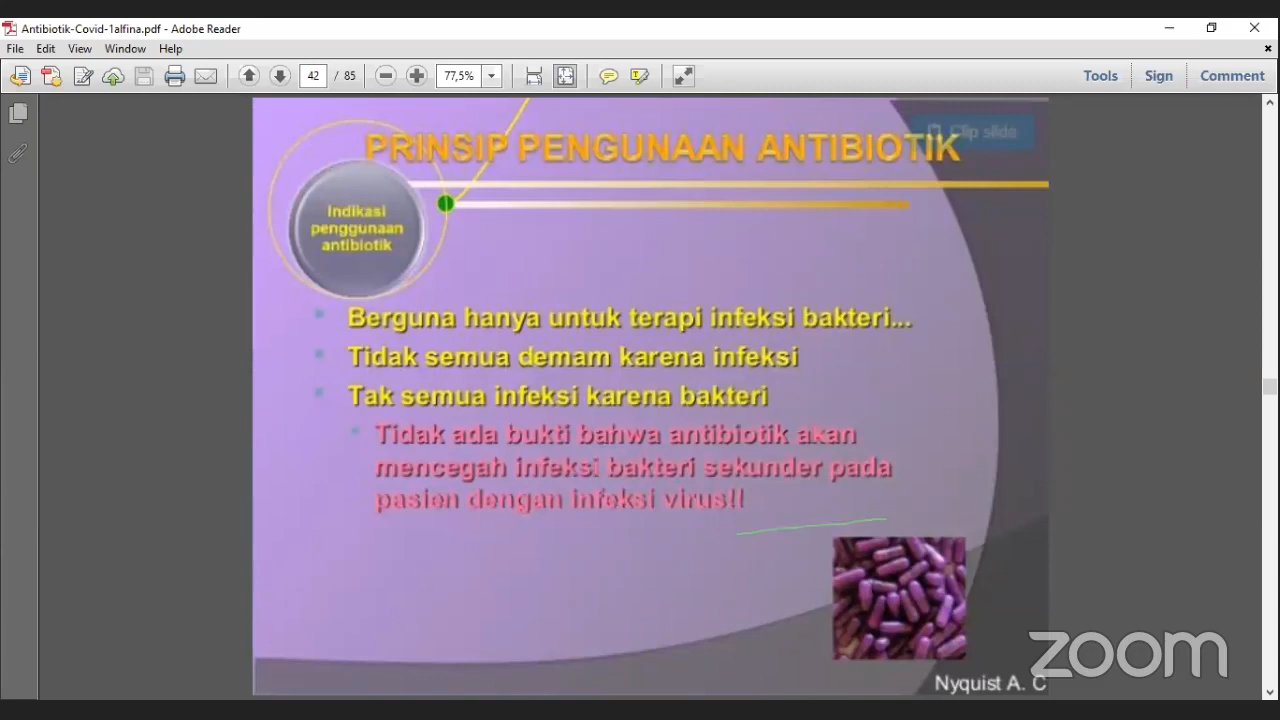 Antibiotik-Covid-1alfina.pdf - Adobe Reader
File Edit View Window Help
42 / 85 77,5% Tools Sign Comment
Clip slide
PRINSIP PENGUNAAN ANTIBIOTIK
Indikasi
penggunaan
antibiotik
Berguna hanya untuk terapi infeksi bakteri...
Tidak semua demam karena infeksi
Tak semua infeksi karena bakteri
Tidak ada bukti bahwa antibiotik akan
mencegah infeksi bakteri sekunder pada
pasien dengan infeksi virus!!
zoom
Nyquist A. C